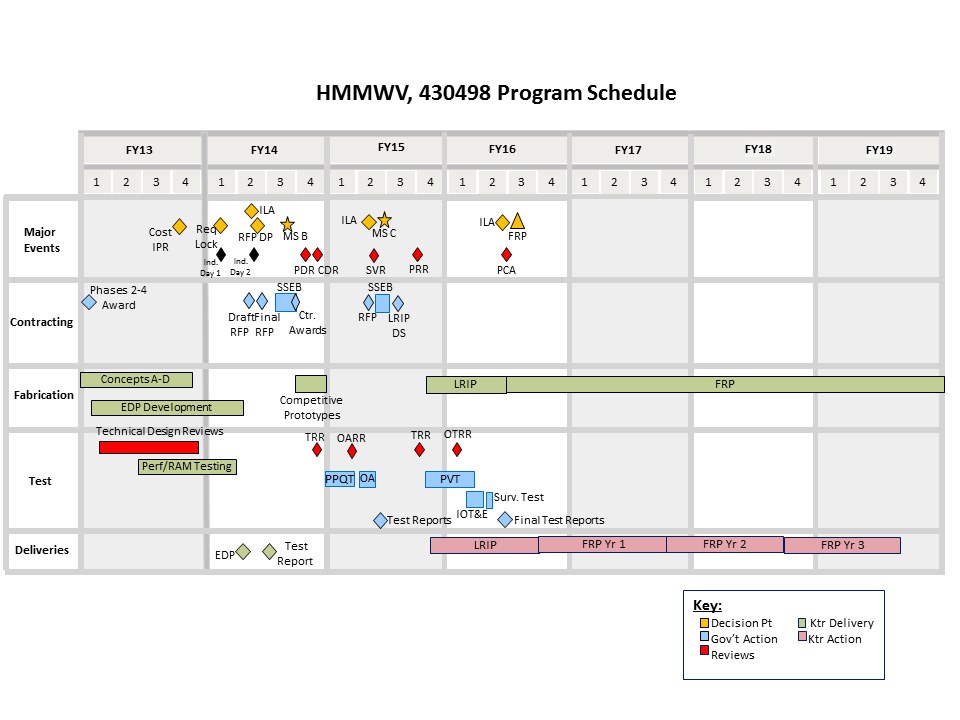 HMMWV, 430498 Program Schedule
FY13 FY14 FY15 FY16 FY17 FY18 FY19
1 2 3 4 1 2 3 4 1 2 3 4 1 2 3 4 1 2 3 4 1 2 3 4 1 2 3 4
Major
Events
Cost
IPR
Req
Lock
ILA
RFP DP
MS B
Ind.
Day 1
Ind.
Day 2
PDR
CDR
ILA
MS C
SVR
PRR
ILA
FRP
PCA
Contracting
Phases 2-4
Award
Draft
RFP
Final
RFP
SSEB
Ctr.
Awards
SSEB
RFP
LRIP
DS
Fabrication
Concepts A-D
EDP Development
Competitive
Prototypes
LRIP
FRP
Test
Technical Design Reviews
Perf/RAM Testing
TRR
OARR
TRR
OTRR
PPQT
OA
PVT
IOT&E
Surv. Test
Test Reports
Final Test Reports
Deliveries
EDP
Test
Report
LRIP
FRP Yr 1
FRP Yr 2
FRP Yr 3
Key:
Decision Pt
Ktr Delivery
Gov't Action
Ktr Action
Reviews